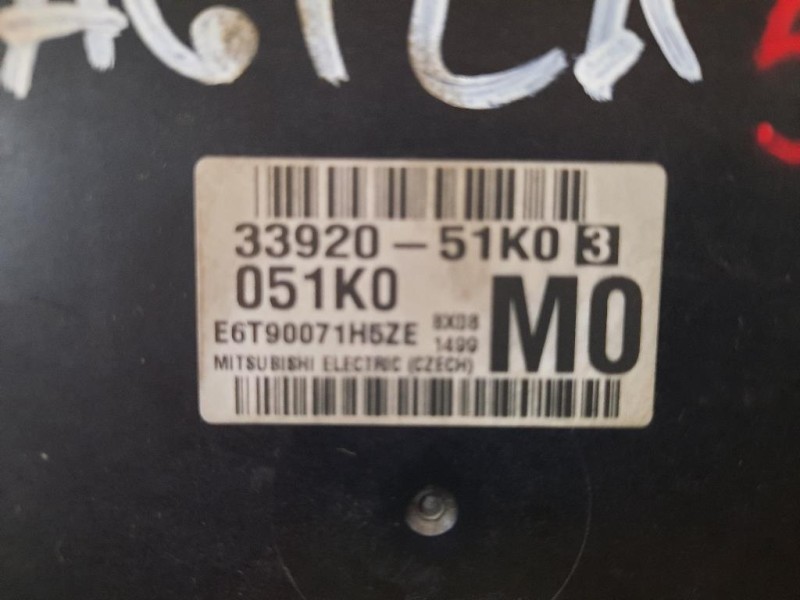 33920-51K0 3
051K0
M0
E6T90071H5ZE
8X08
1499
MITSUBISHI ELECTRIC (CZECH)